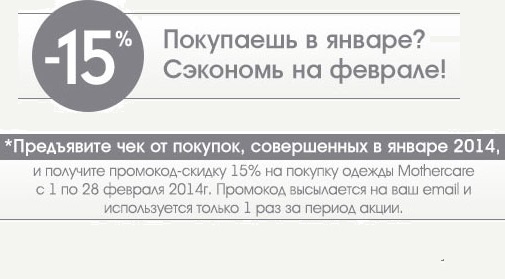 -15%
Покупаешь в январе?
Сэкономь на феврале!
*Предъявите чек от покупок, совершенных в январе 2014,
и получите промокод-скидку 15% на покупку одежды Mothercare
с 1 по 28 февраля 2014г. Промокод высылается на ваш email и
используется только 1 раз за период акции.